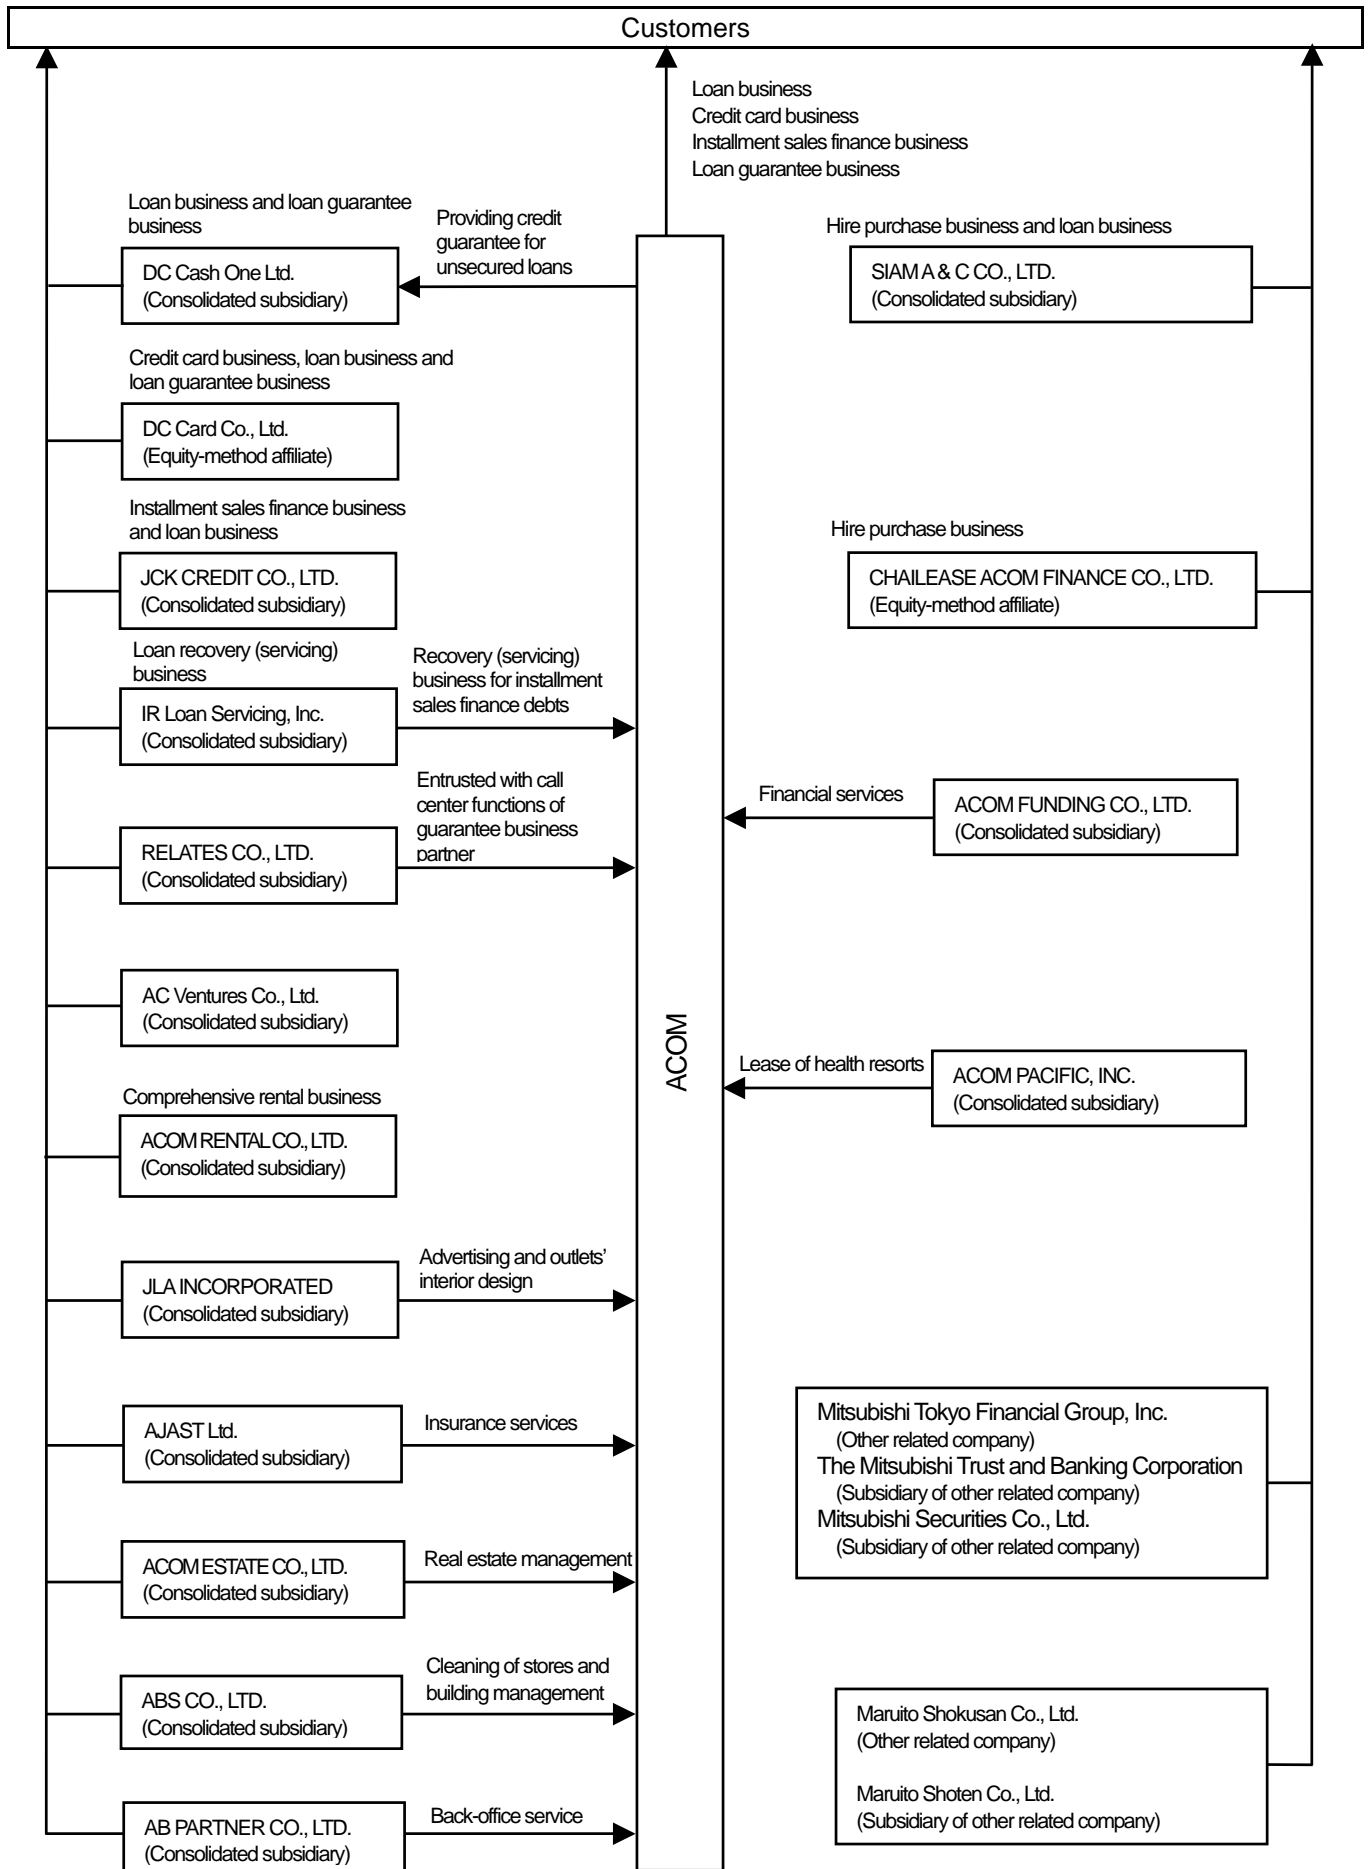 Customers
Loan business
Credit card business
Installment sales finance business
Loan guarantee business
Loan business and loan guarantee
business
DC Cash One Ltd.
(Consolidated subsidiary)
Providing credit
guarantee for
unsecured loans
Credit card business, loan business and
loan guarantee business
DC Card Co., Ltd.
(Equity-method affiliate)
Installment sales finance business
and loan business
JCK CREDIT CO., LTD.
(Consolidated subsidiary)
Loan recovery (servicing)
business
IR Loan Servicing, Inc.
(Consolidated subsidiary)
Recovery (servicing)
business for installment
sales finance debts
Entrusted with call
center functions of
guarantee business
partner
RELATES CO., LTD.
(Consolidated subsidiary)
AC Ventures Co., Ltd.
(Consolidated subsidiary)
Comprehensive rental business
ACOM RENTAL CO., LTD.
(Consolidated subsidiary)
JLA INCORPORATED
(Consolidated subsidiary)
Advertising and outlets’
interior design
AJAST Ltd.
(Consolidated subsidiary)
Insurance services
ACOM ESTATE CO., LTD.
(Consolidated subsidiary)
Real estate management
ABS CO., LTD.
(Consolidated subsidiary)
Cleaning of stores and
building management
AB PARTNER CO., LTD.
(Consolidated subsidiary)
Back-office service
ACOM
Hire purchase business and loan business
SIAM A & C CO., LTD.
(Consolidated subsidiary)
Hire purchase business
CHAILEASE ACOM FINANCE CO., LTD.
(Equity-method affiliate)
Financial services
ACOM FUNDING CO., LTD.
(Consolidated subsidiary)
Lease of health resorts
ACOM PACIFIC, INC.
(Consolidated subsidiary)
Mitsubishi Tokyo Financial Group, Inc.
(Other related company)
The Mitsubishi Trust and Banking Corporation
(Subsidiary of other related company)
Mitsubishi Securities Co., Ltd.
(Subsidiary of other related company)
Maruito Shokusan Co., Ltd.
(Other related company)
Maruito Shoten Co., Ltd.
(Subsidiary of other related company)